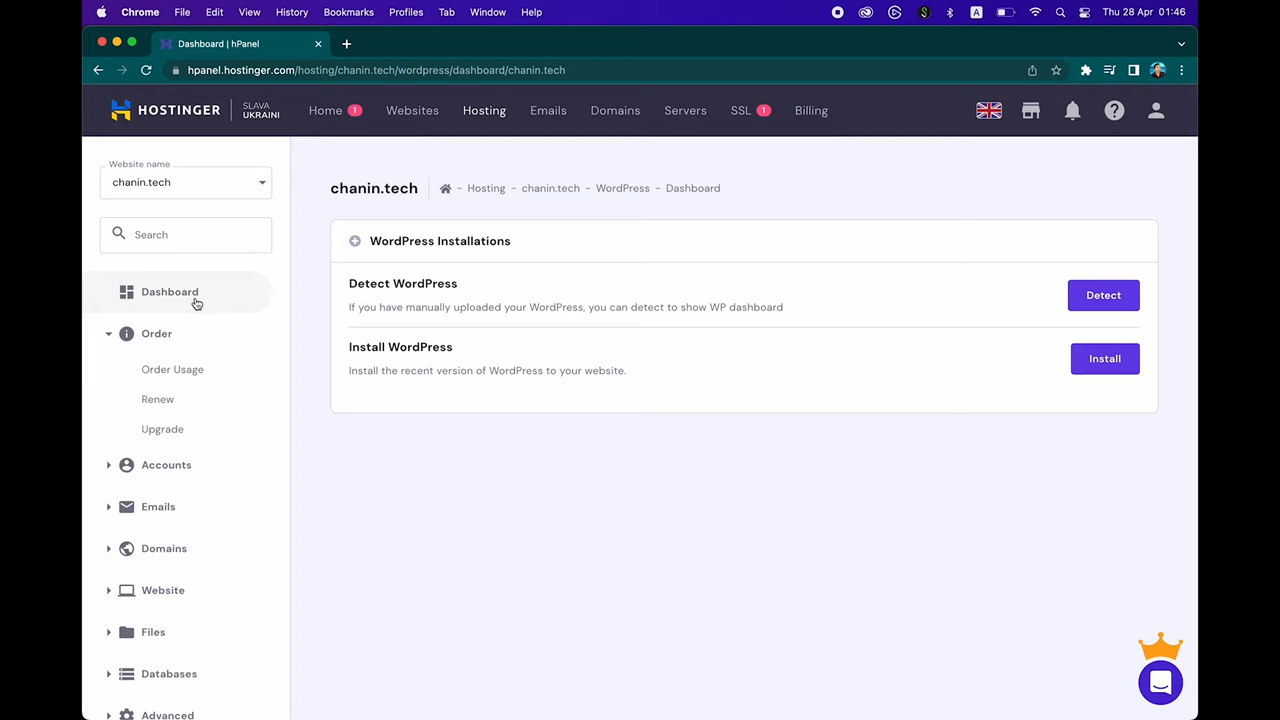 Chrome File Edit View History Bookmarks Profiles Tab Window Help A Thu 28 Apr 01:46
Dashboard | hPanel
hpanel.hostinger.com/hosting/chanin.tech/wordpress/dashboard/chanin.tech
HOSTINGER SLAVA UKRAINI Home 1 Websites Hosting Emails Domains Servers SSL 1 Billing
Website name
chanin.tech
Search
Dashboard
Order
Order Usage
Renew
Upgrade
Accounts
Emails
Domains
Website
Files
Databases
Advanced
chanin.tech - Hosting - chanin.tech - WordPress - Dashboard
WordPress Installations
Detect WordPress
If you have manually uploaded your WordPress, you can detect to show WP dashboard
Detect
Install WordPress
Install the recent version of WordPress to your website.
Install